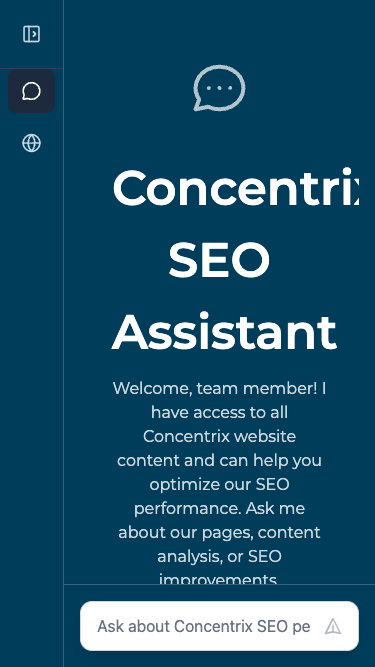 Concentrix
SEO
Assistant
Welcome, team member! I
have access to all
Concentrix website
content and can help you
optimize our SEO
performance. Ask me
about our pages, content
analysis, or SEO
improvements
Ask about Concentrix SEO pe